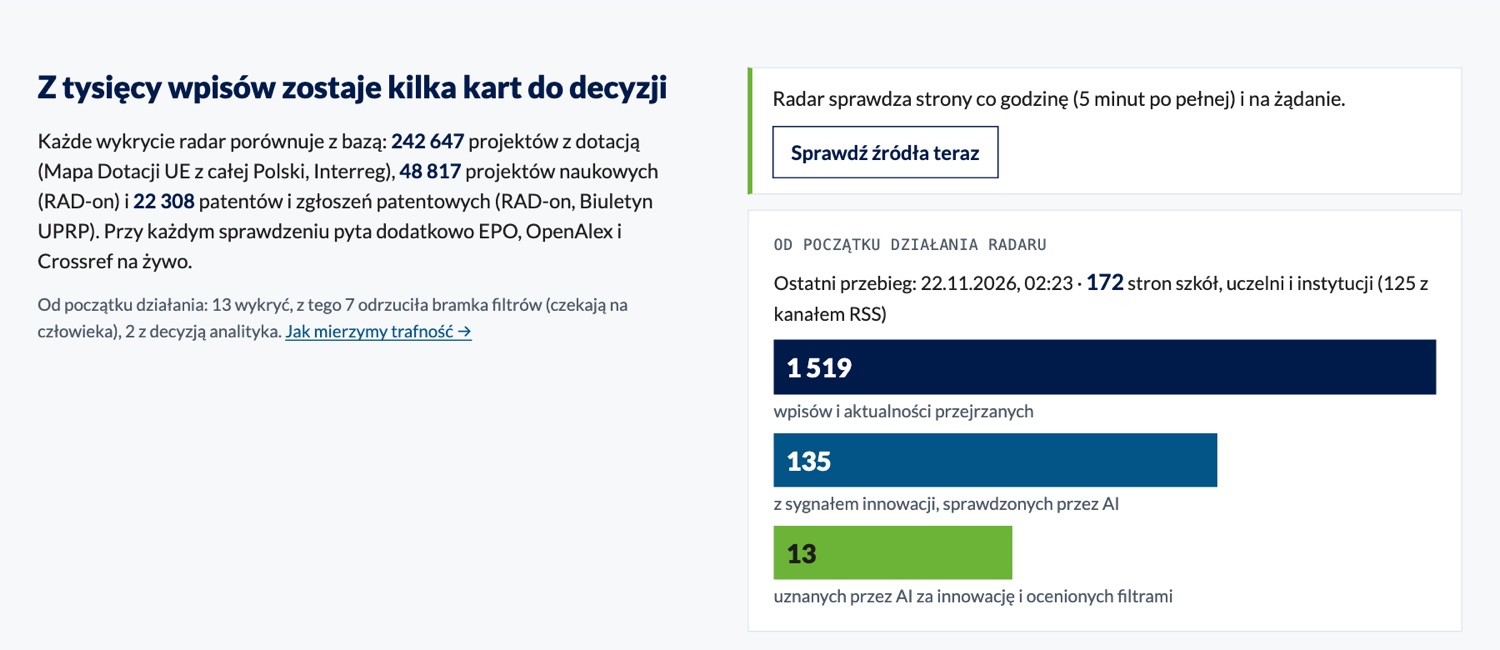 Z tysięcy wpisów zostaje kilka kart do decyzji
Każde wykrycie radar porównuje z bazą: 242 647 projektów z dotacją
(Mapa Dotacji UE z całej Polski, Interreg), 48 817 projektów naukowych
(RAD-on) i 22 308 patentów i zgłoszeń patentowych (RAD-on, Biuletyn
UPRP). Przy każdym sprawdzeniu pyta dodatkowo EPO, OpenAlex i
Crossref na żywo.
Od początku działania: 13 wykryć, z tego 7 odrzuciła bramka filtrów (czekają na
człowieka), 2 z decyzją analityka. Jak mierzymy trafność →
Radar sprawdza strony co godzinę (5 minut po pełnej) i na żądanie.
Sprawdź źródła teraz
OD POCZĄTKU DZIAŁANIA RADARU
Ostatni przebieg: 22.11.2026, 02:23 · 172 stron szkół, uczelni i instytucji (125 z
kanałem RSS)
1 519
wpisów i aktualności przejrzanych
135
z sygnałem innowacji, sprawdzonych przez AI
13
uznanych przez AI za innowację i ocenionych filtrami